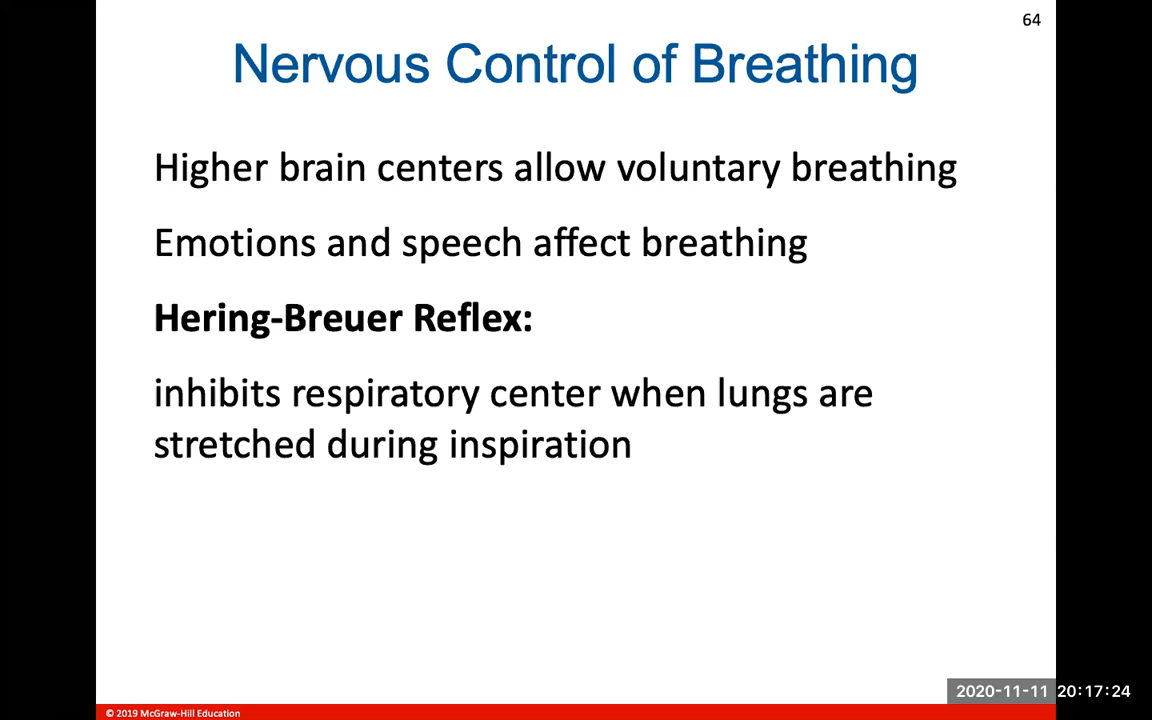 64
Nervous Control of Breathing
Higher brain centers allow voluntary breathing
Emotions and speech affect breathing
Hering-Breuer Reflex:
inhibits respiratory center when lungs are
stretched during inspiration
2020-11-11 20:17:24
© 2019 McGraw-Hill Education